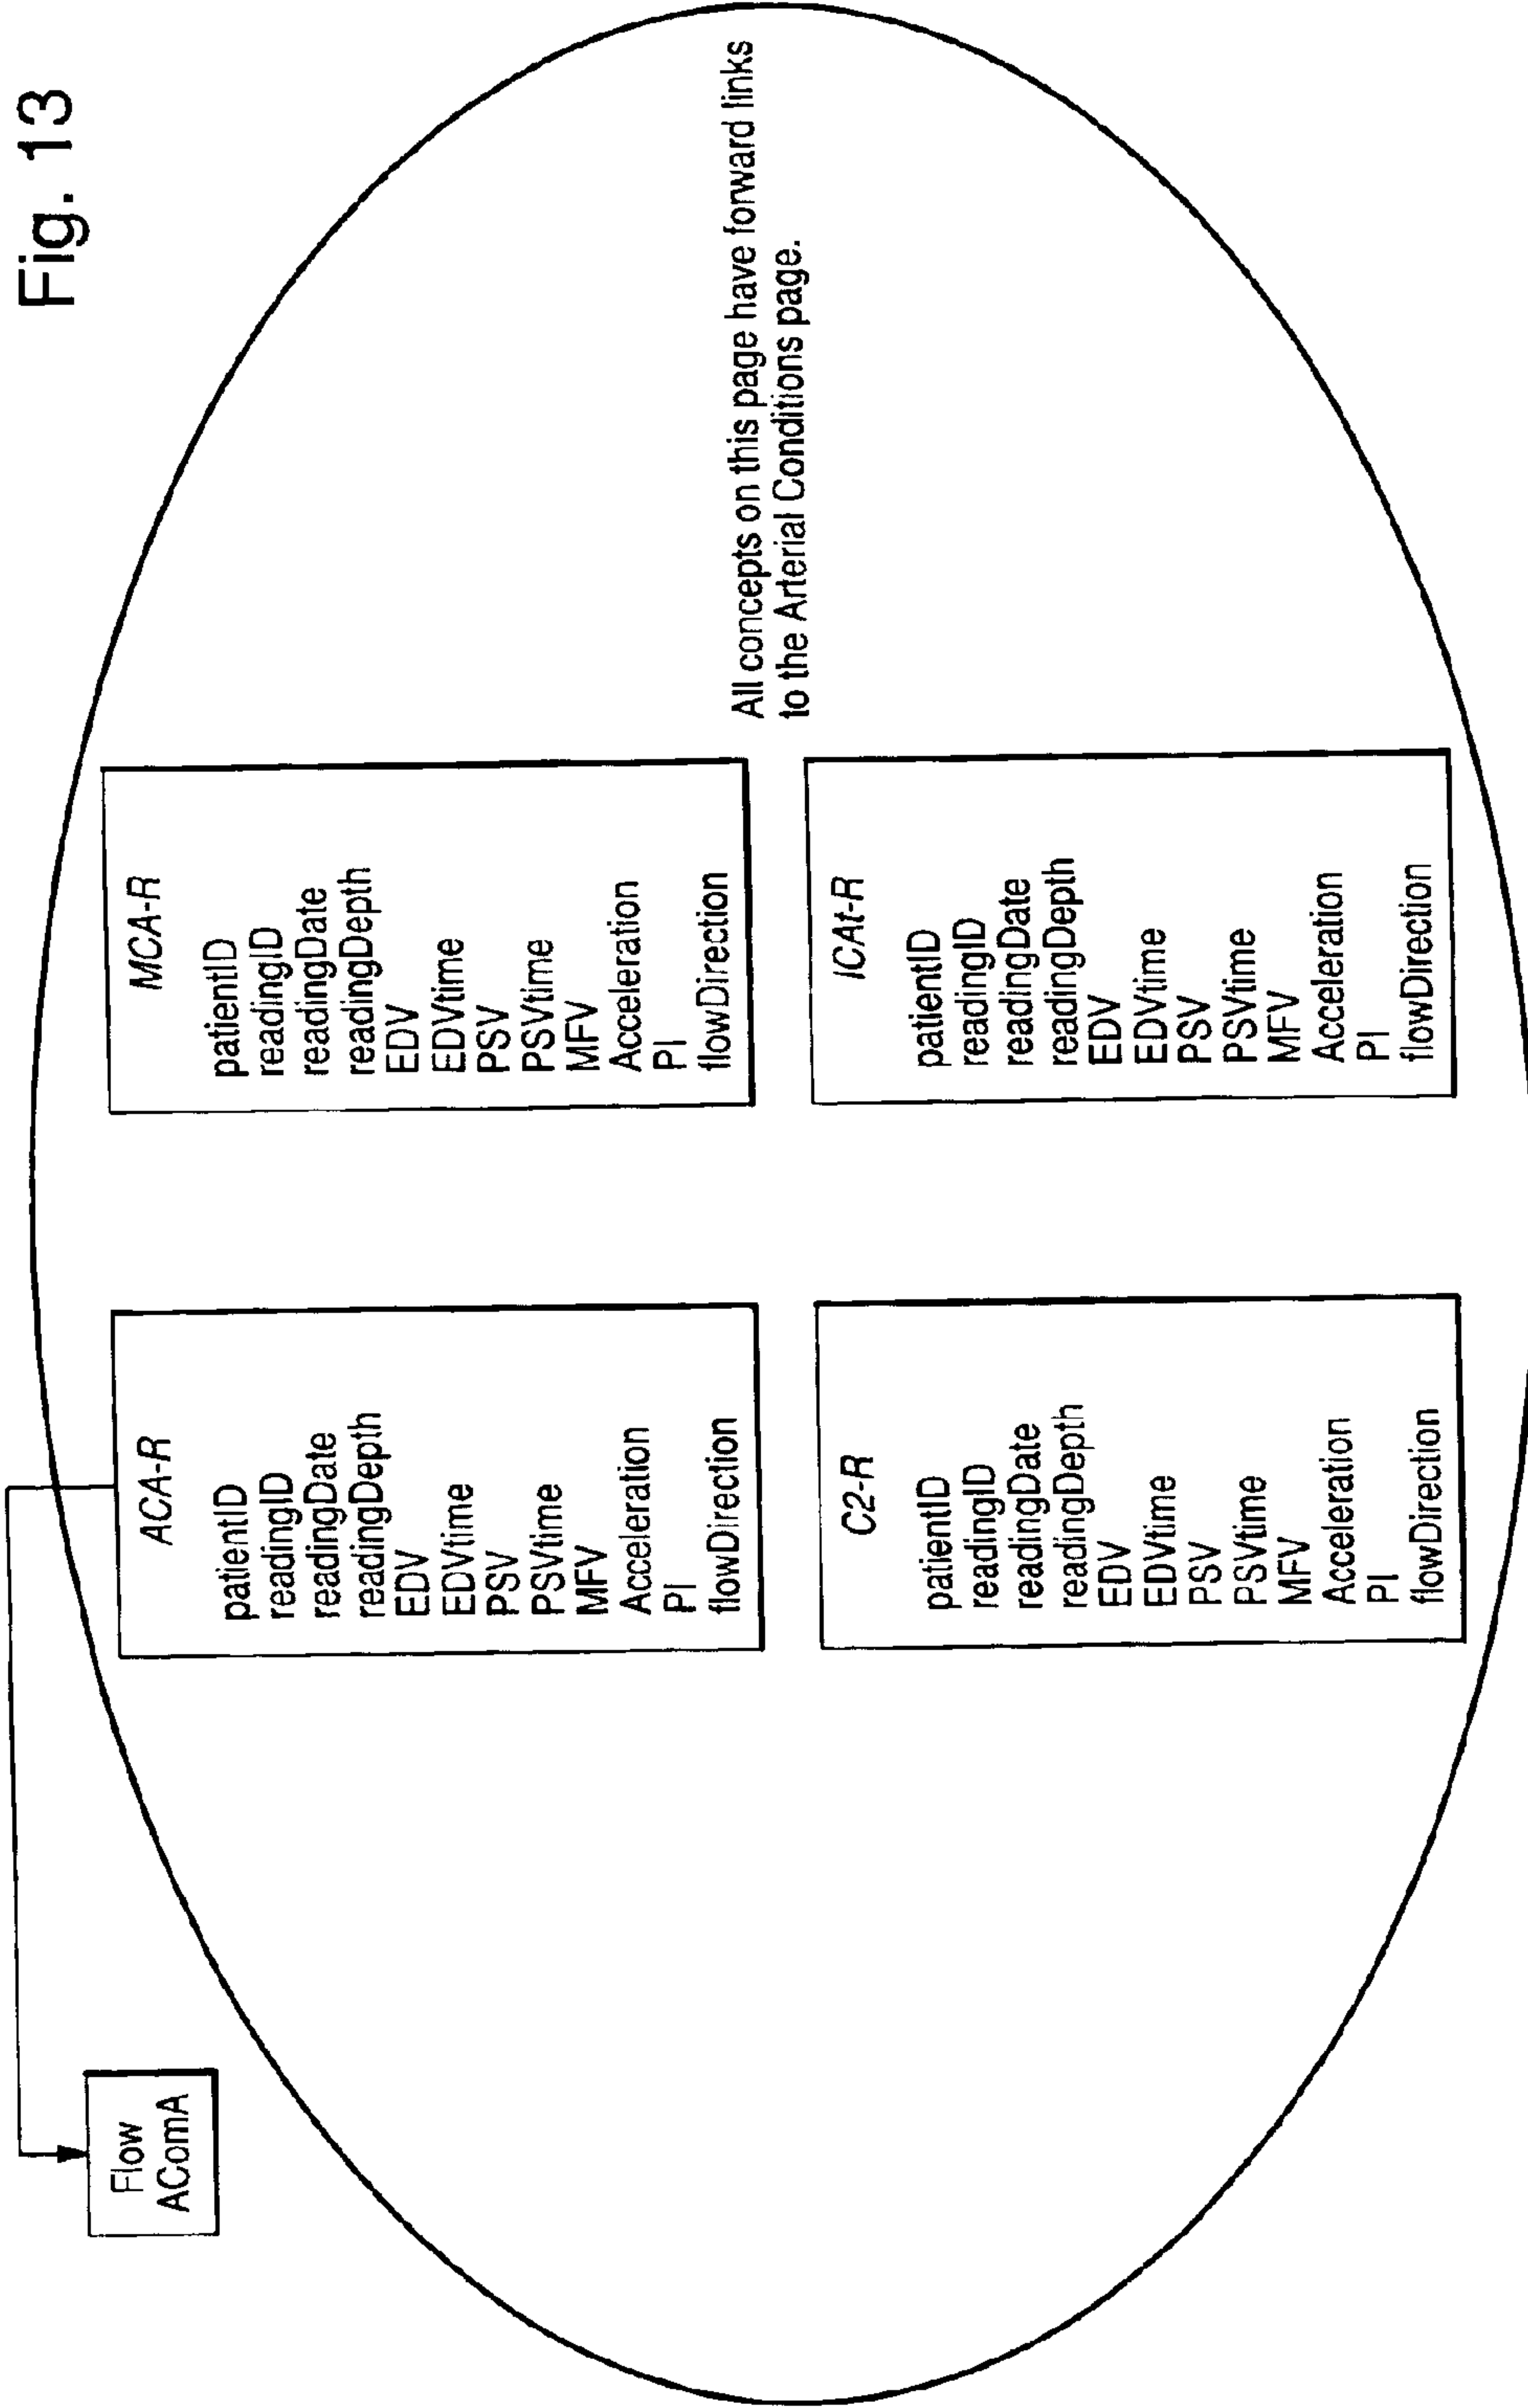 Fig. 13
Flow
AComA
ACA-R
patientID
readingID
readingDate
readingDepth
EDV
EDVtime
PSV
PSVtime
MFV
Acceleration
PI
flowDirection
MCA-R
patientID
readingID
readingDate
readingDepth
EDV
EDVtime
PSV
PSVtime
MFV
Acceleration
PI
flowDirection
C2-R
patientID
readingID
readingDate
readingDepth
EDV
EDVtime
PSV
PSVtime
MFV
Acceleration
PI
flowDirection
ICAt-R
patientID
readingID
readingDate
readingDepth
EDV
EDVtime
PSV
PSVtime
MFV
Acceleration
PI
flowDirection
All concepts on this page have forward links
to the Arterial Conditions page.